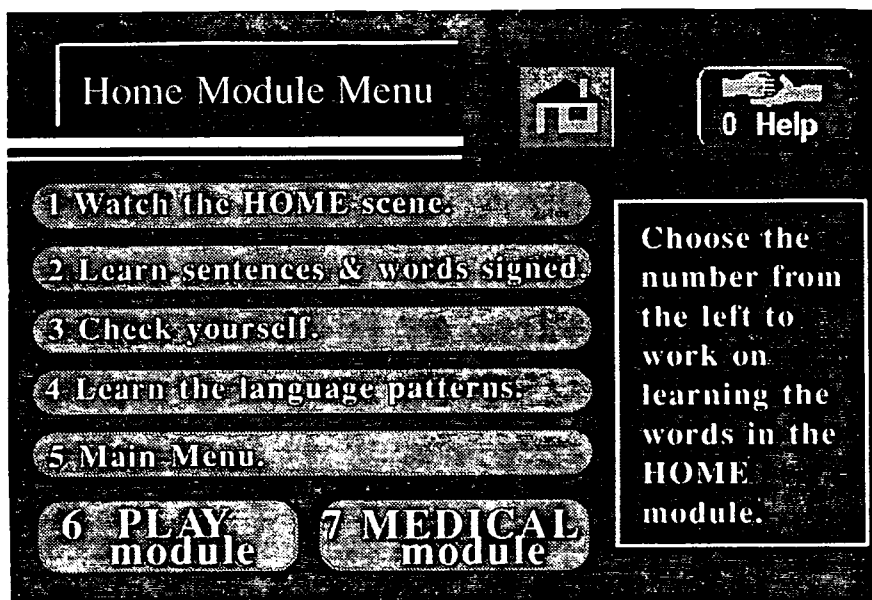 Home Module Menu
0 Help
1 Watch the HOME scene.
2 Learn sentences & words signed.
3 Check yourself.
4 Learn the language patterns.
5 Main Menu.
6 PLAY
module
7 MEDICAL
module
Choose the
number from
the left to
work on
learning the
words in the
HOME
module.